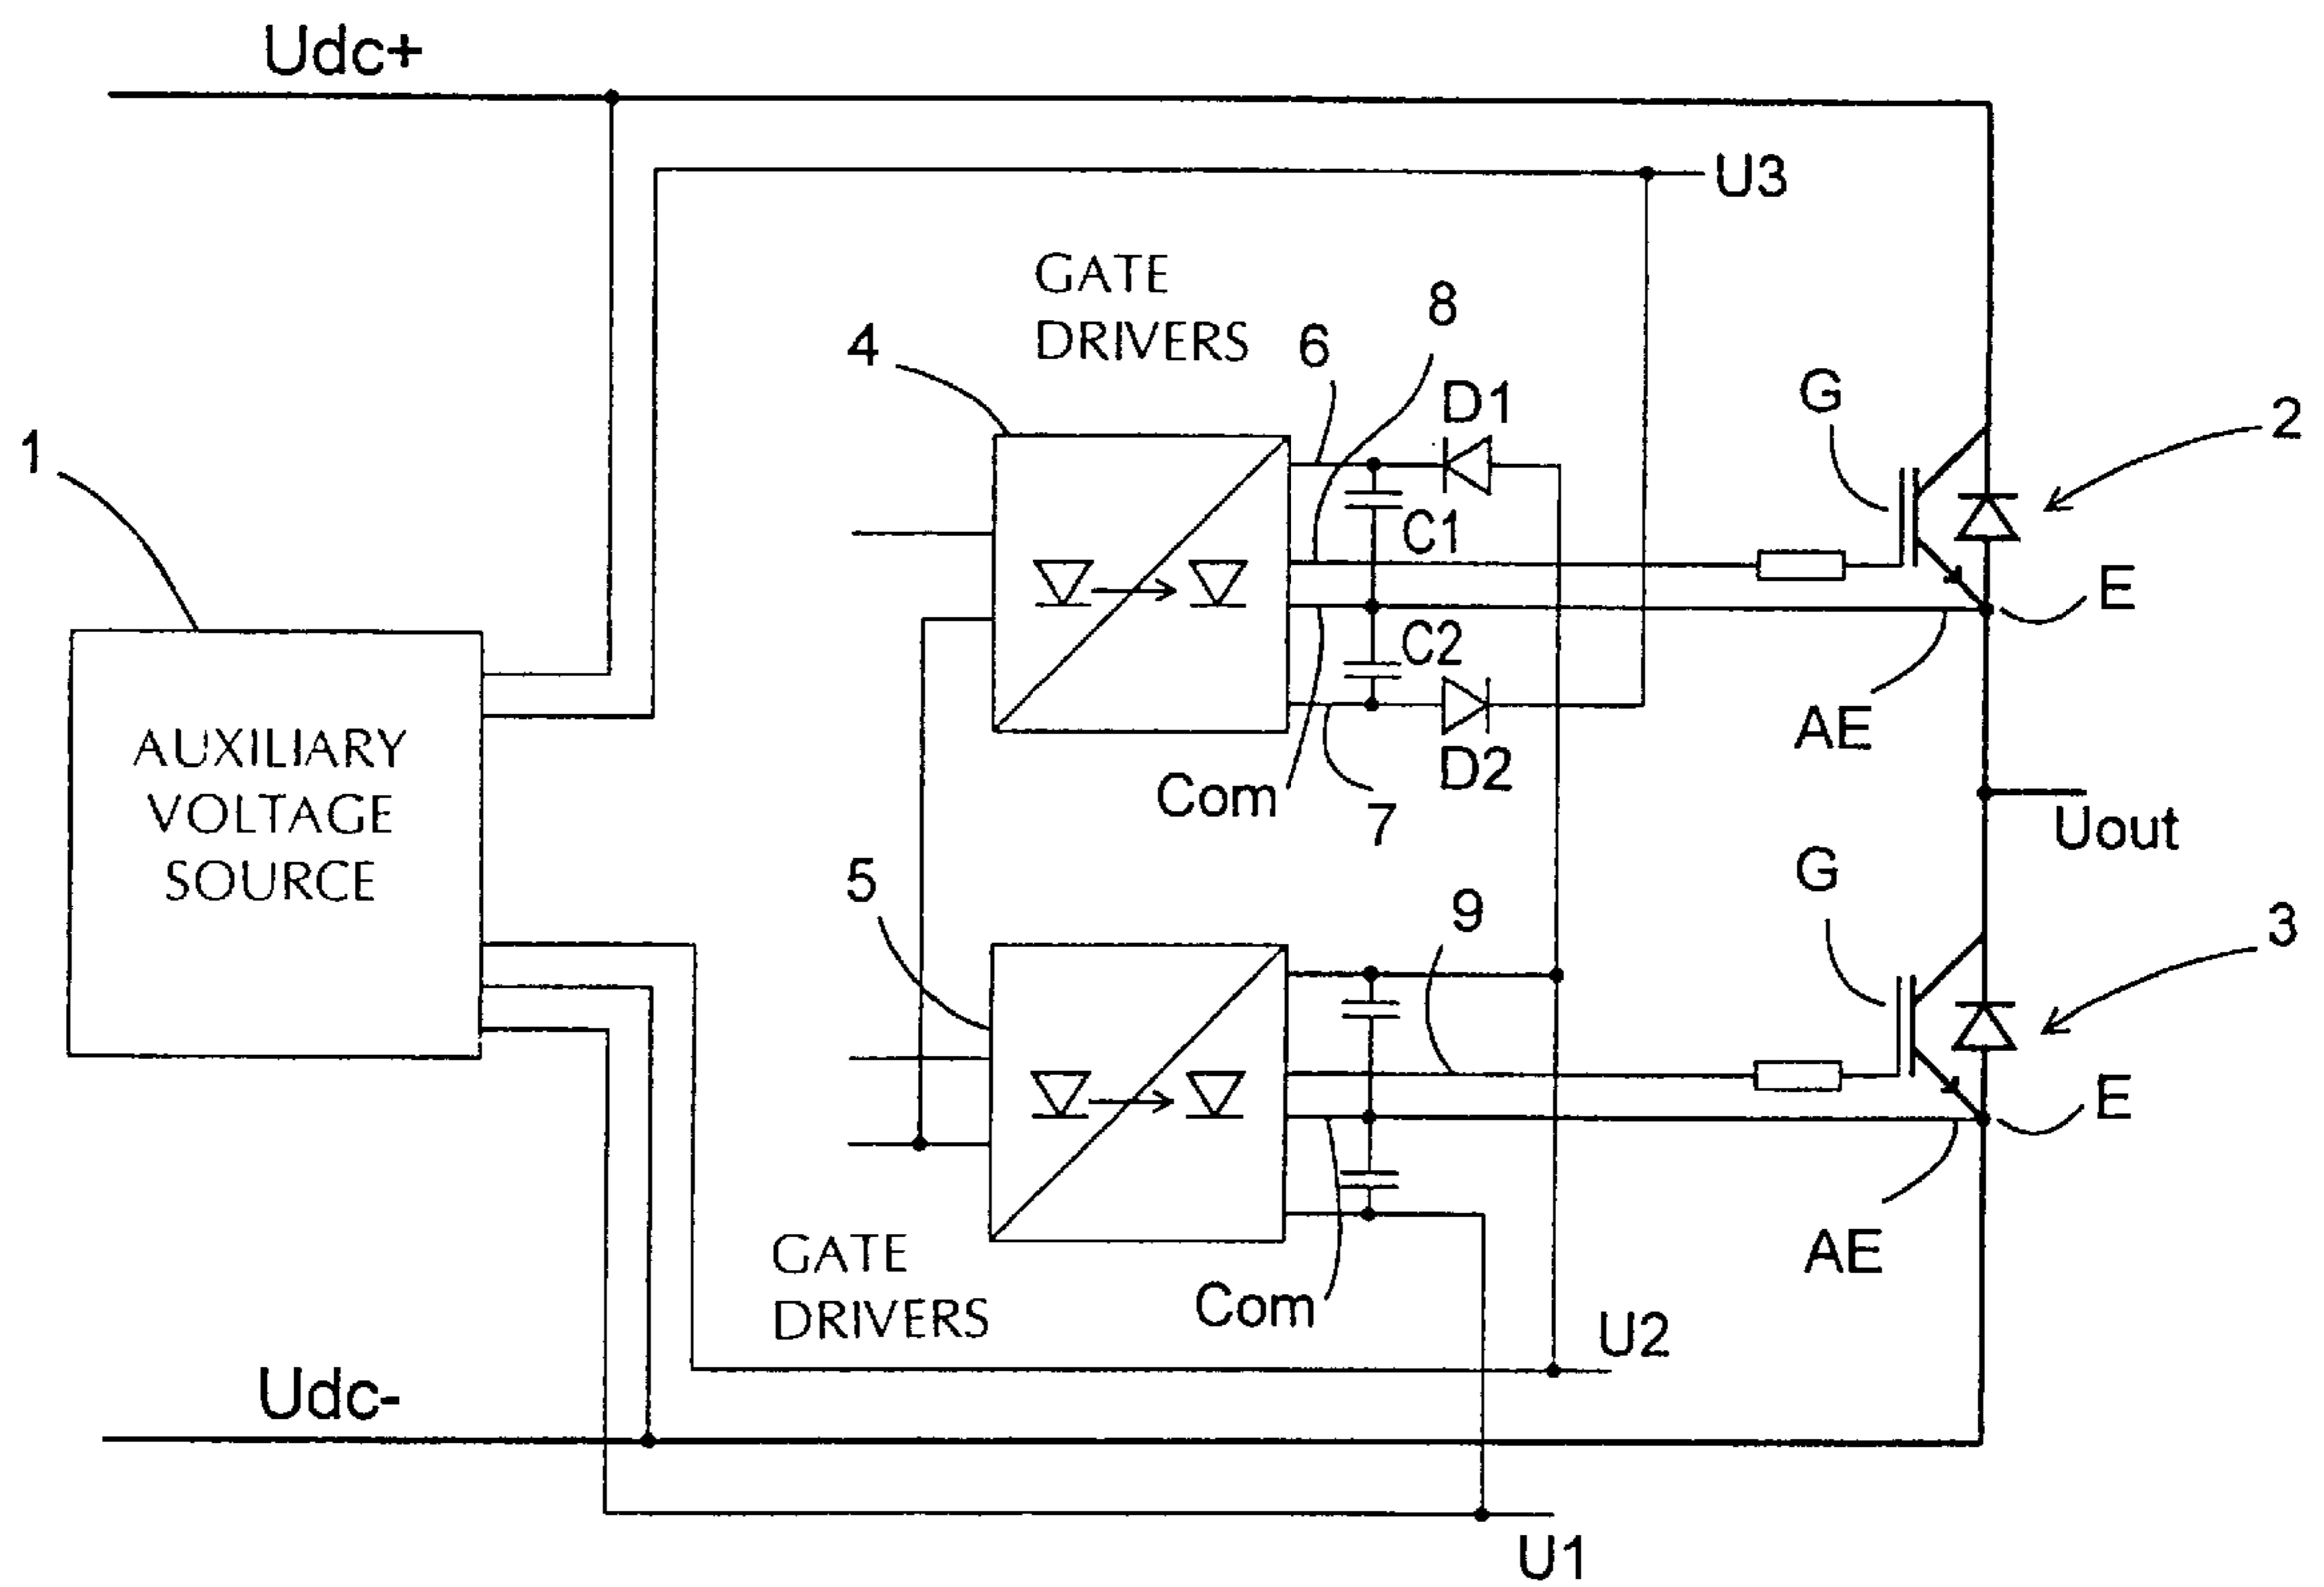 Udc+
U3
GATE
DRIVERS
8
6
4
D1
G
2
1
C1
E
C2
AUXILIARY
VOLTAGE
SOURCE
AE
D2
Com
7
Uout
5
G
9
3
E
AE
GATE
DRIVERS
Com
U2
Udc-
U1